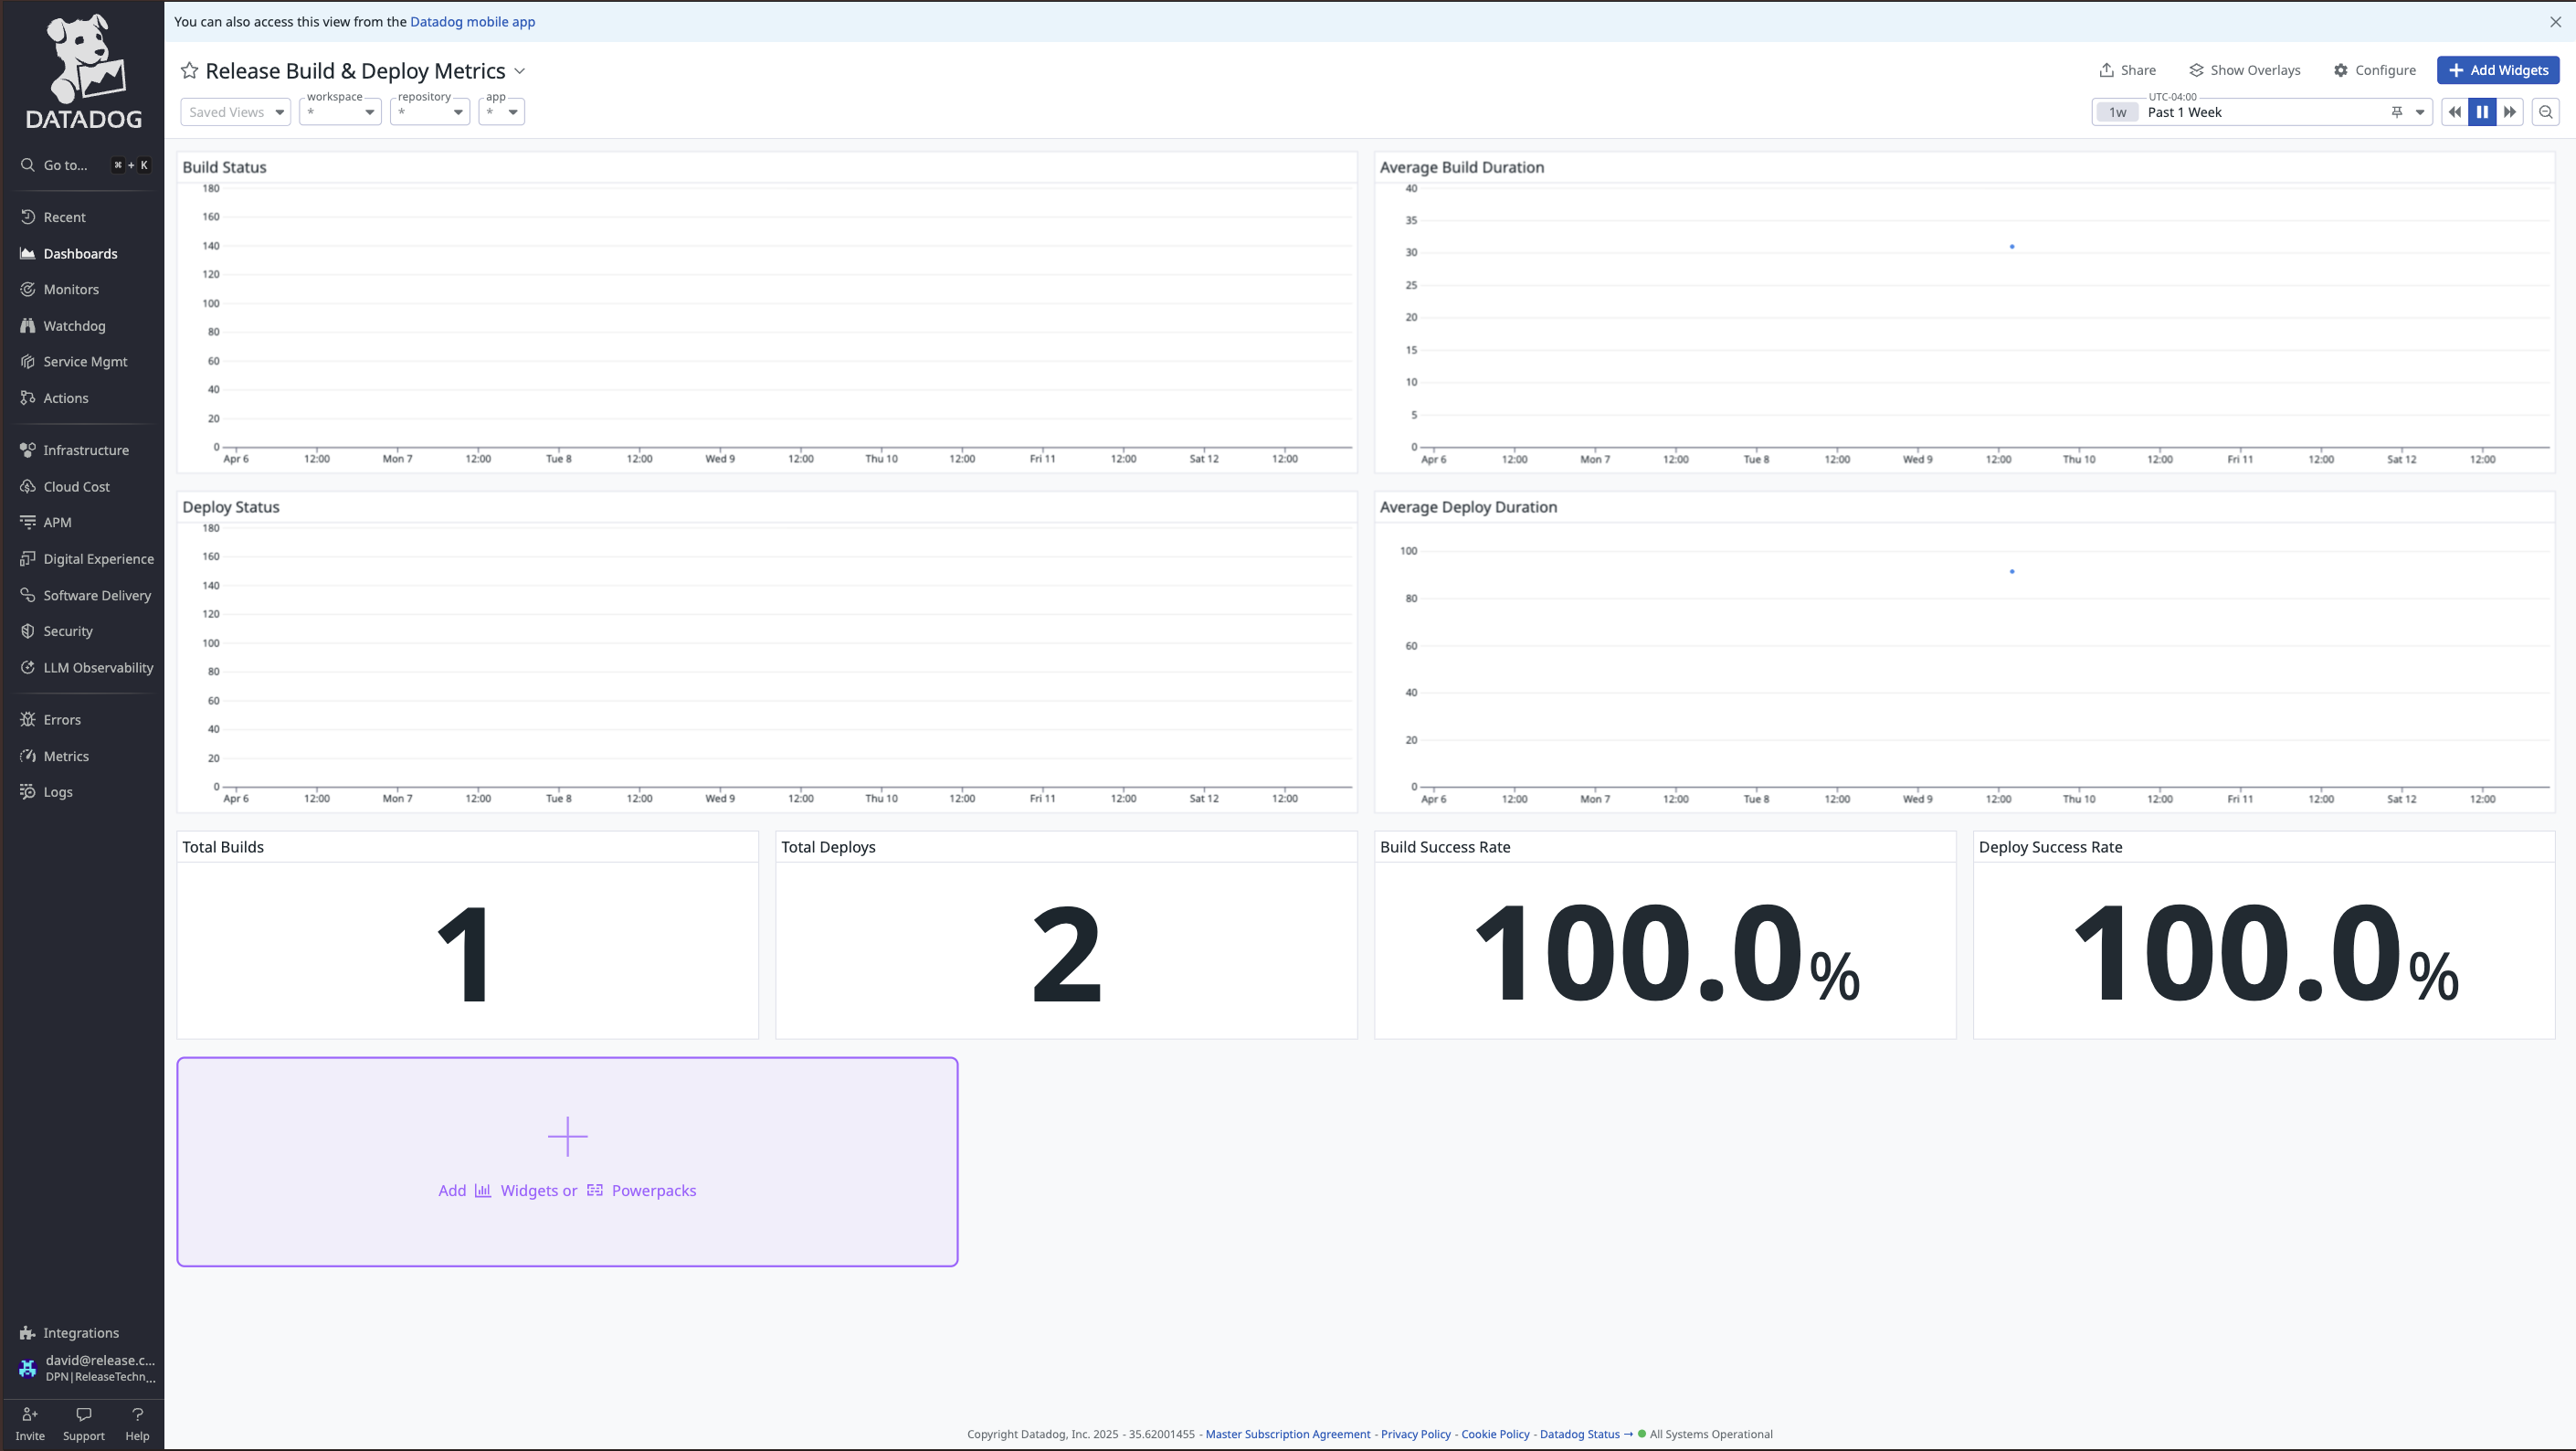 You can also access this view from the Datadog mobile app
DATADOG
Go to... ⌘ + K
Recent
Dashboards
Monitors
Watchdog
Service Mgmt
Actions
Infrastructure
Cloud Cost
APM
Digital Experience
Software Delivery
Security
LLM Observability
Errors
Metrics
Logs
Integrations
david@release.c...
DPN|ReleaseTechn...
Invite Support Help
Release Build & Deploy Metrics
Share Show Overlays Configure Add Widgets
Saved Views
workspace
*
repository
*
app
*
UTC-04:00
1w Past 1 Week
Build Status
180
160
140
120
100
80
60
40
20
0
Apr 6 12:00 Mon 7 12:00 Tue 8 12:00 Wed 9 12:00 Thu 10 12:00 Fri 11 12:00 Sat 12 12:00
Average Build Duration
40
35
30
25
20
15
10
5
0
Apr 6 12:00 Mon 7 12:00 Tue 8 12:00 Wed 9 12:00 Thu 10 12:00 Fri 11 12:00 Sat 12 12:00
Deploy Status
180
160
140
120
100
80
60
40
20
0
Apr 6 12:00 Mon 7 12:00 Tue 8 12:00 Wed 9 12:00 Thu 10 12:00 Fri 11 12:00 Sat 12 12:00
Average Deploy Duration
100
80
60
40
20
0
Apr 6 12:00 Mon 7 12:00 Tue 8 12:00 Wed 9 12:00 Thu 10 12:00 Fri 11 12:00 Sat 12 12:00
Total Builds
1
Total Deploys
2
Build Success Rate
100.0%
Deploy Success Rate
100.0%
Add Widgets or Powerpacks
Copyright Datadog, Inc. 2025 - 35.62001455 - Master Subscription Agreement - Privacy Policy - Cookie Policy - Datadog Status → All Systems Operational